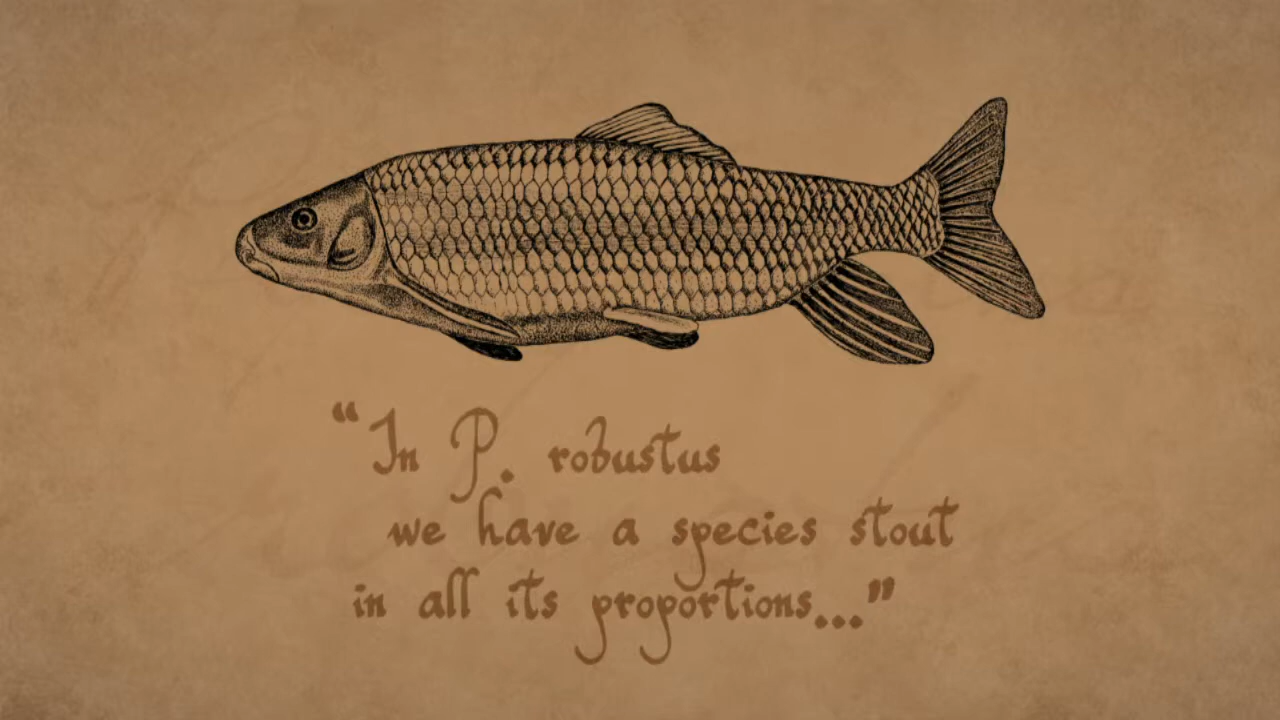 “In P. robustus
we have a species stout
in all its proportions...”